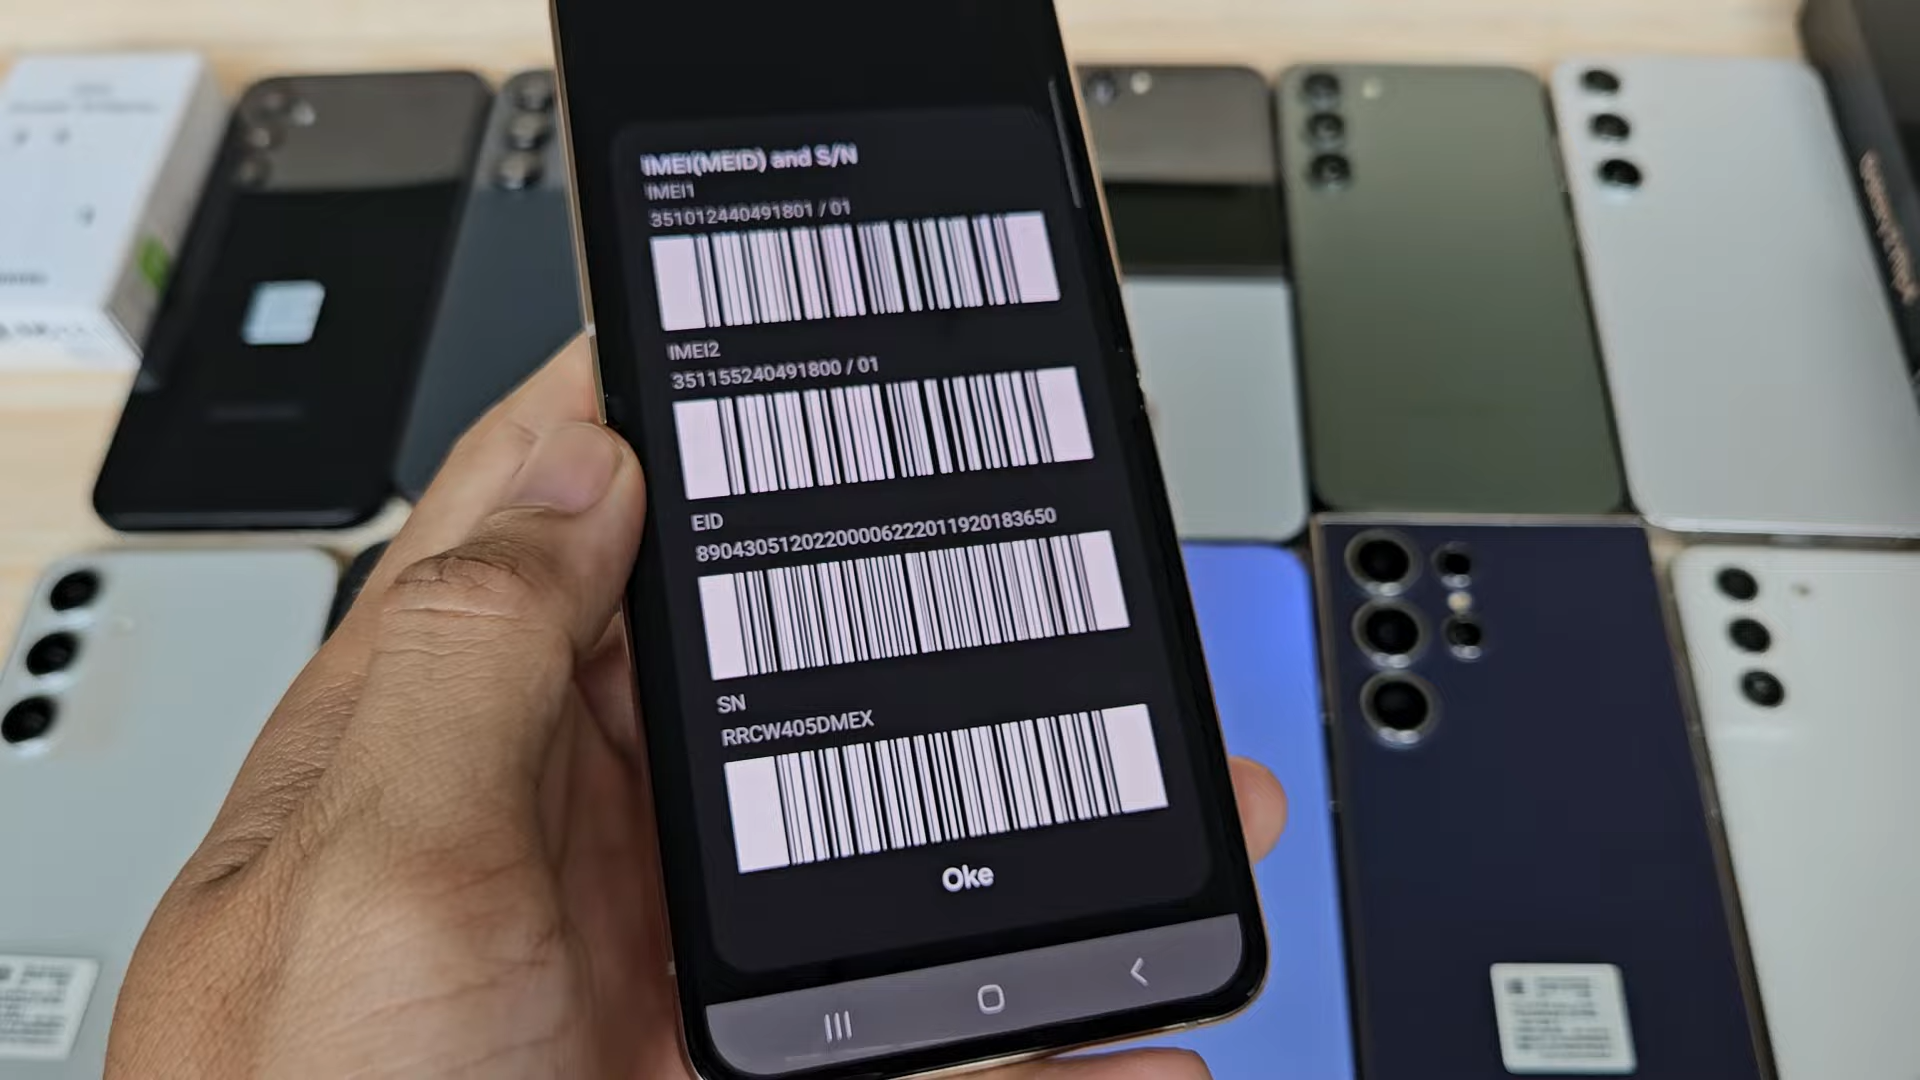 IMEI(MEID) and S/N
IMEI1
351012440491801 / 01
IMEI2
351155240491800 / 01
EID
89043051202200006222011920183650
SN
RRCW405DMEX
Oke